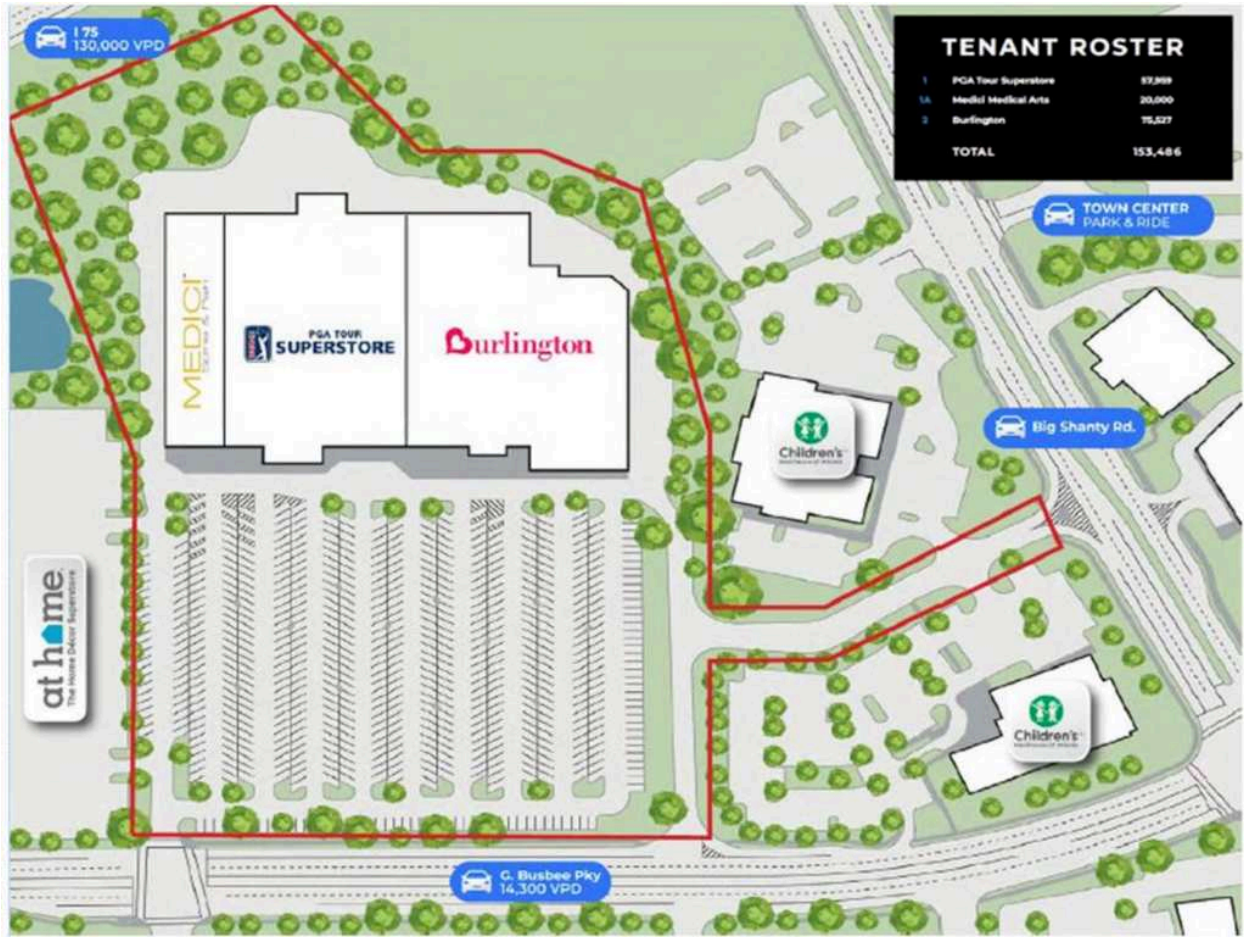 I 75
130,000 VPD
TENANT ROSTER
1 PGA Tour Superstore 57,959
1A Medici Medical Arts 20,000
2 Burlington 75,527
TOTAL 153,486
TOWN CENTER
PARK & RIDE
MEDICI
PGA TOUR
SUPERSTORE
Burlington
Children's
Big Shanty Rd.
at home.
The Home Décor Superstore
Children's
G. Busbee Pky
14,300 VPD